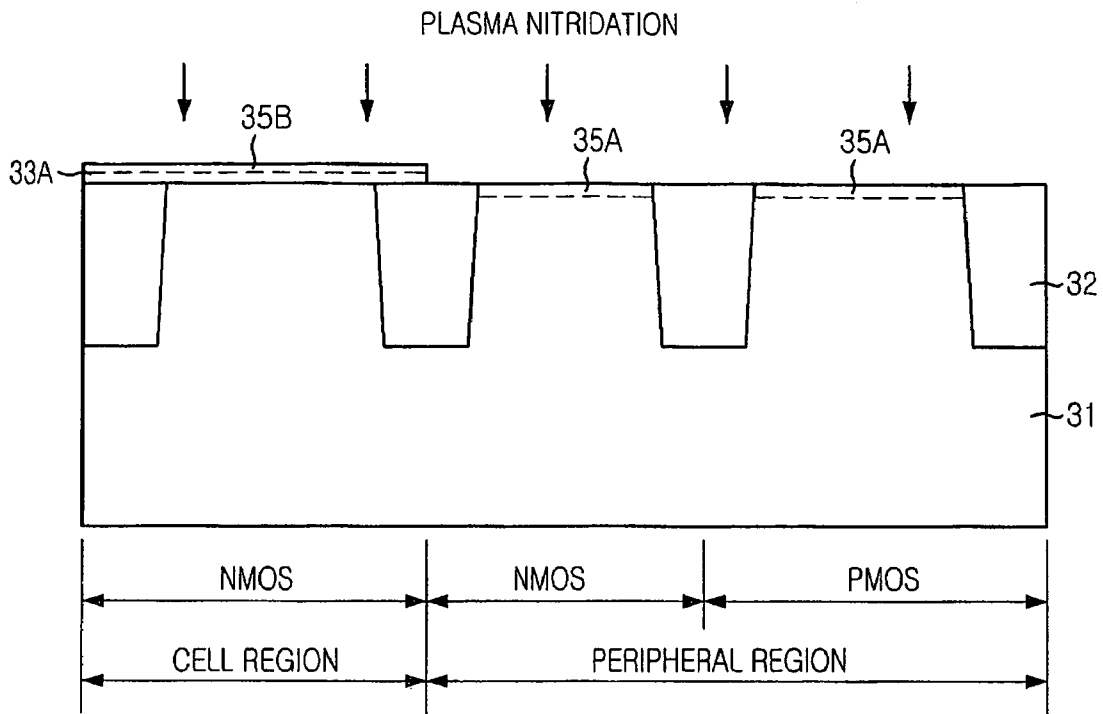 PLASMA NITRIDATION
35B
35A
35A
33A
32
31
NMOS
NMOS
PMOS
CELL REGION
PERIPHERAL REGION